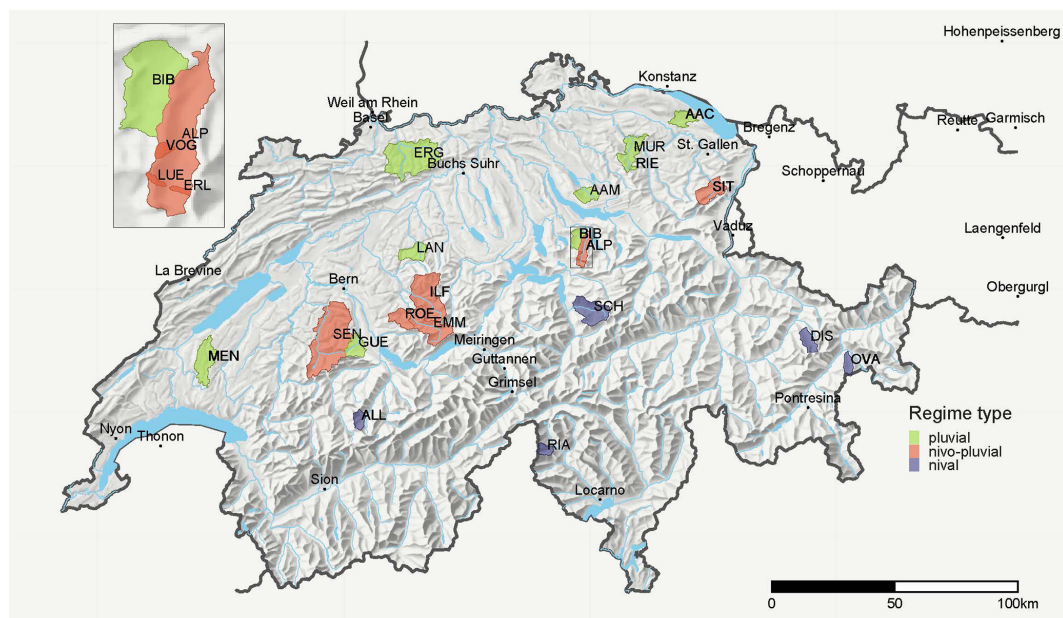 Hohenpeissenberg
BIB
Konstanz
Weil am Rhein
Basel
AAC
Reutte
Garmisch
Bregenz
ALP
VOG
MUR
St. Gallen
ERG
Buchs Suhr
RIE
Schoppernau
LUE
ERL
AAM
SIT
Vaduz
Laengenfeld
BIB
ALP
LAN
La Brevine
Bern
Obergurgl
ILF
SCH
ROE
EMM
SEN
GUE
Meiringen
DIS
MEN
Guttannen
OVA
Grimsel
Pontresina
ALL
Regime type
Nyon
Thonon
pluvial
RIA
nivo-pluvial
nival
Sion
Locarno
0
50
100km